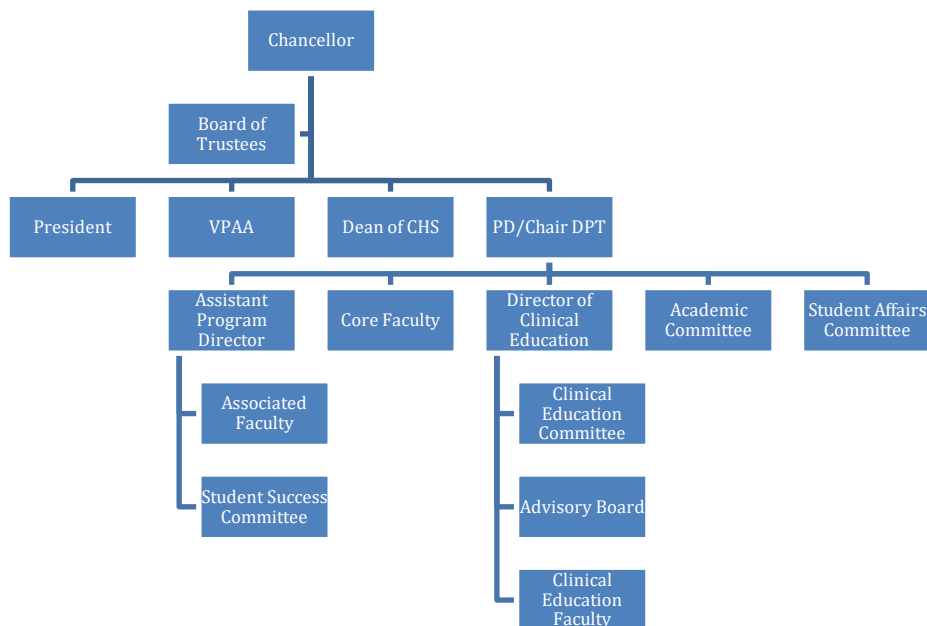 Chancellor
Board of
Trustees
President
VPAA
Dean of CHS
PD/Chair DPT
Assistant
Program
Director
Core Faculty
Director of
Clinical
Education
Academic
Committee
Student Affairs
Committee
Associated
Faculty
Student Success
Committee
Clinical
Education
Committee
Advisory Board
Clinical
Education
Faculty